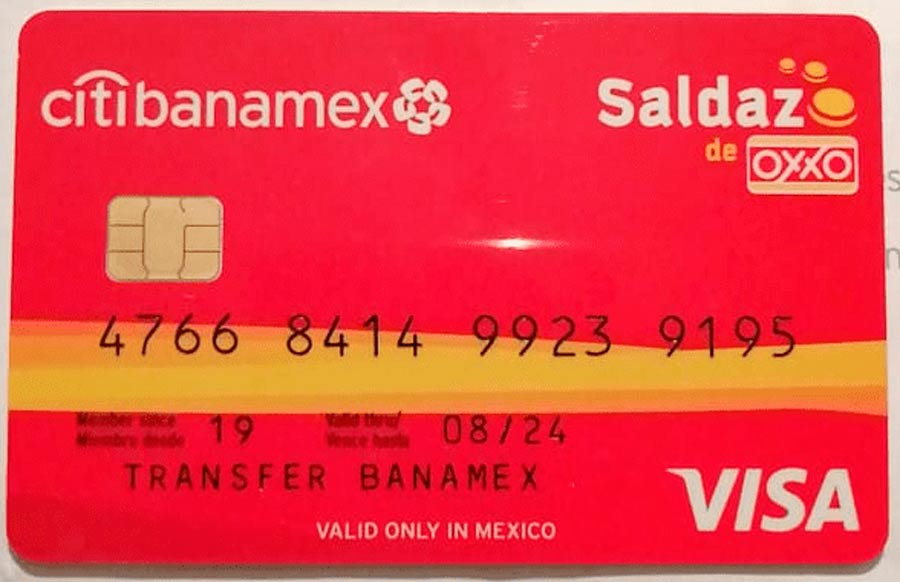 citibanamex
Saldazo
de OXXO
4766 8414 9923 9195
Member since
Miembro desde 19
Valid thru/
Vence hasta 08/24
TRANSFER BANAMEX
VALID ONLY IN MEXICO
VISA